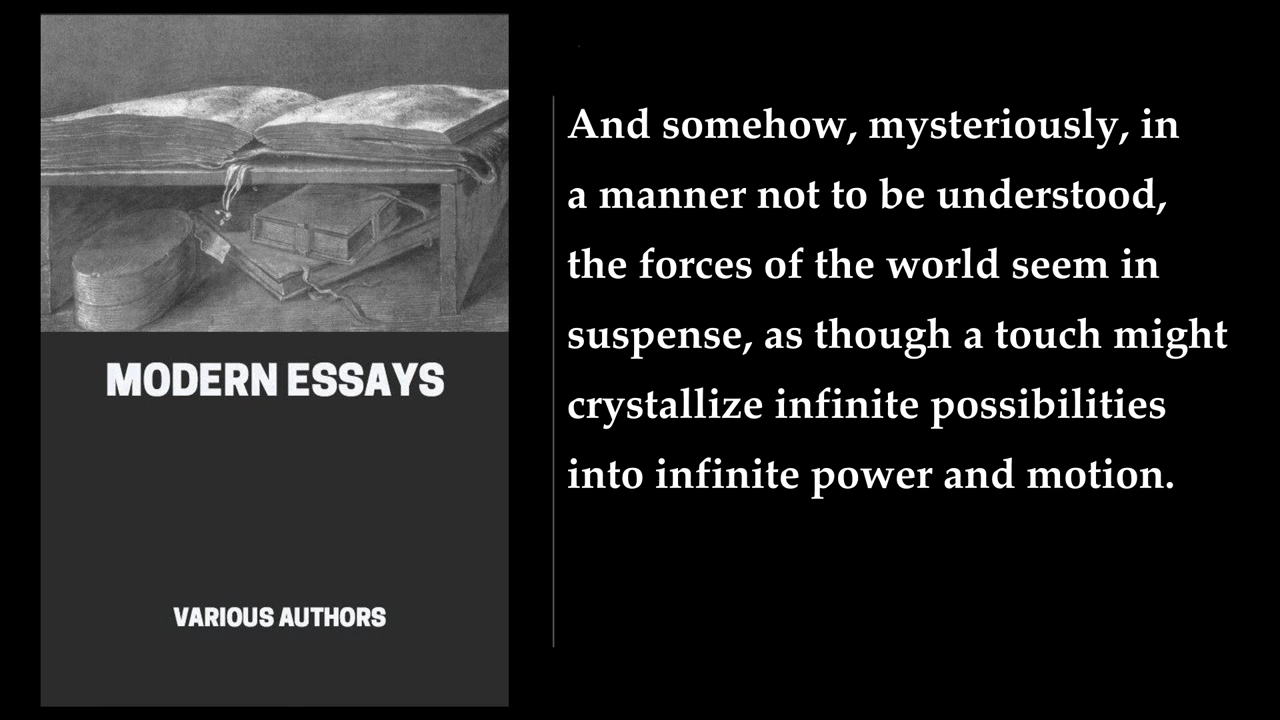 MODERN ESSAYS
VARIOUS AUTHORS
And somehow, mysteriously, in
a manner not to be understood,
the forces of the world seem in
suspense, as though a touch might
crystallize infinite possibilities
into infinite power and motion.